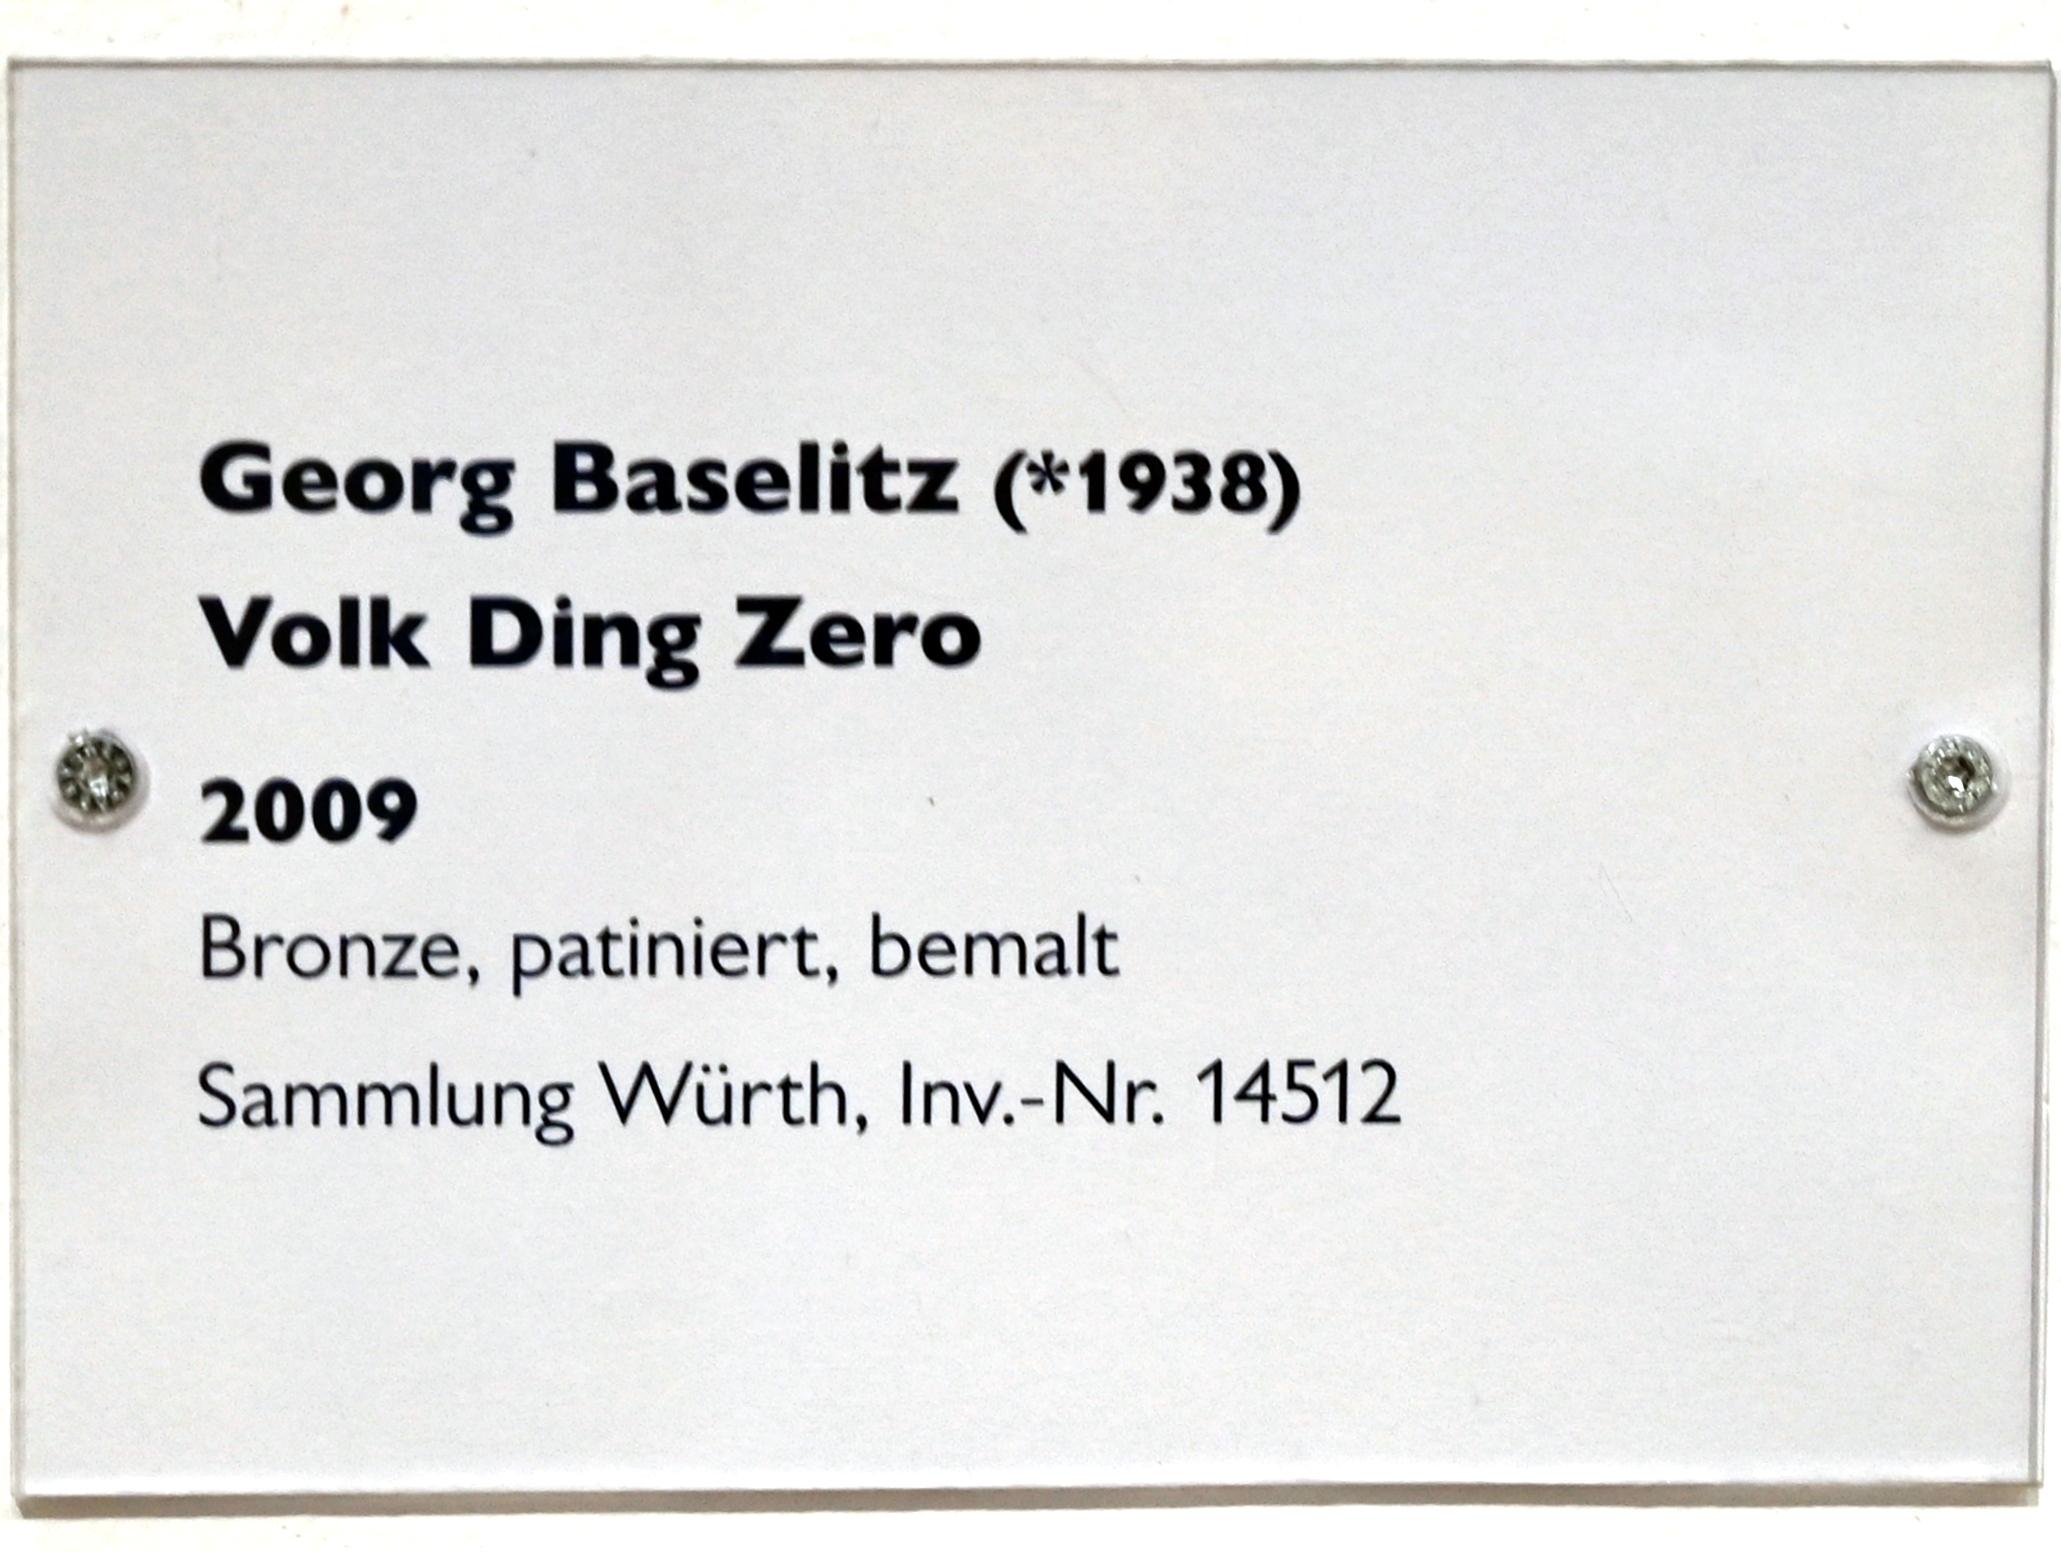 Georg Baselitz (*1938)
Volk Ding Zero
2009
Bronze, patiniert, bemalt
Sammlung Würth, Inv.-Nr. 14512